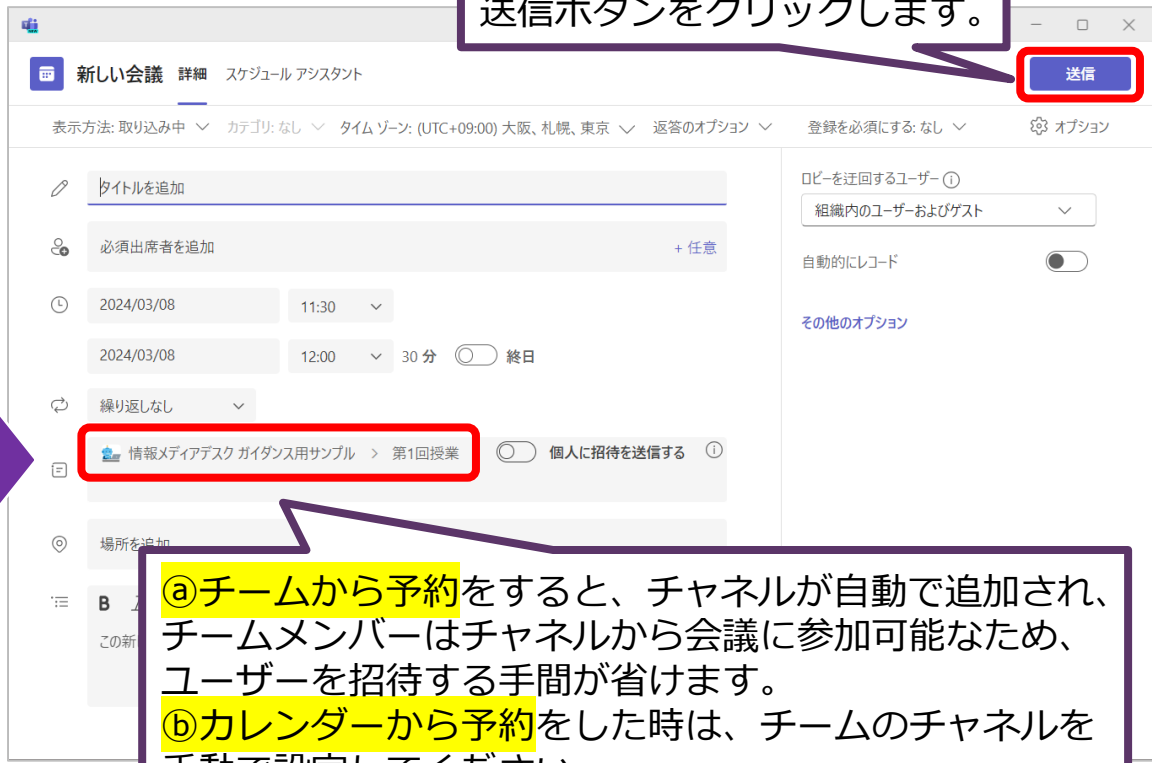 送信ボタンをクリックします。
新しい会議 詳細 スケジュール アシスタント
送信
表示方法: 取り込み中 カテゴリ: なし タイム ゾーン: (UTC+09:00) 大阪、札幌、東京 返答のオプション 登録を必須にする: なし オプション
タイトルを追加
ロビーを迂回するユーザー
組織内のユーザーおよびゲスト
必須出席者を追加 + 任意
自動的にレコード
2024/03/08 11:30
その他のオプション
2024/03/08 12:00 30 分 終日
繰り返しなし
情報メディアデスク ガイダンス用サンプル > 第1回授業 個人に招待を送信する
場所を追加
B
この新
ⓐチームから予約をすると、チャネルが自動で追加され、
チームメンバーはチャネルから会議に参加可能なため、
ユーザーを招待する手間が省けます。
ⓑカレンダーから予約をした時は、チームのチャネルを
手動で設定してください